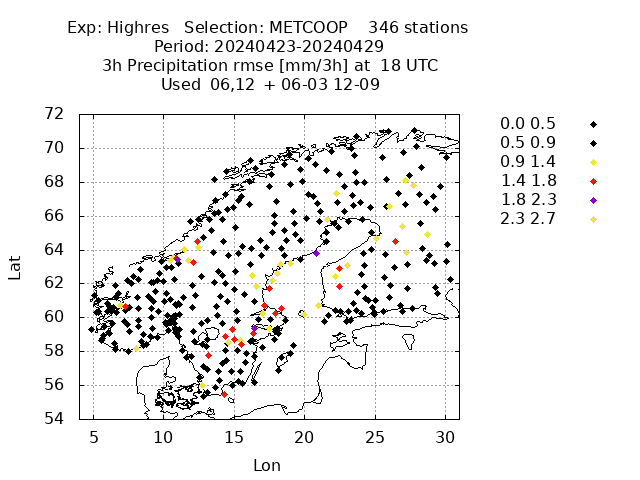 Exp: Highres   Selection: METCOOP    346 stations
Period: 20240423-20240429
3h Precipitation rmse [mm/3h] at  18 UTC
Used  06,12  + 06-03 12-09
72
70
68
66
64
62
60
58
56
54
Lat
5 10 15 20 25 30
Lon
0.0 0.5
0.5 0.9
0.9 1.4
1.4 1.8
1.8 2.3
2.3 2.7